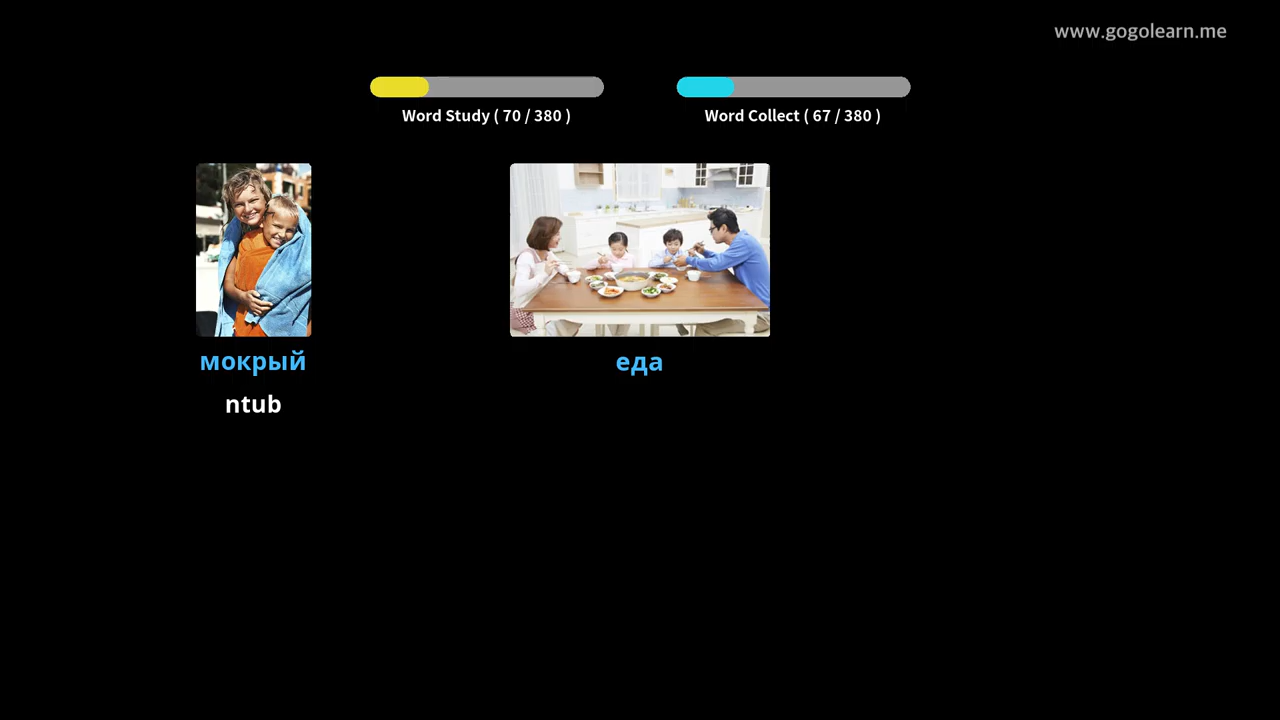 www.gogolearn.me
Word Study ( 70 / 380 )
Word Collect ( 67 / 380 )
мокрый
еда
ntub